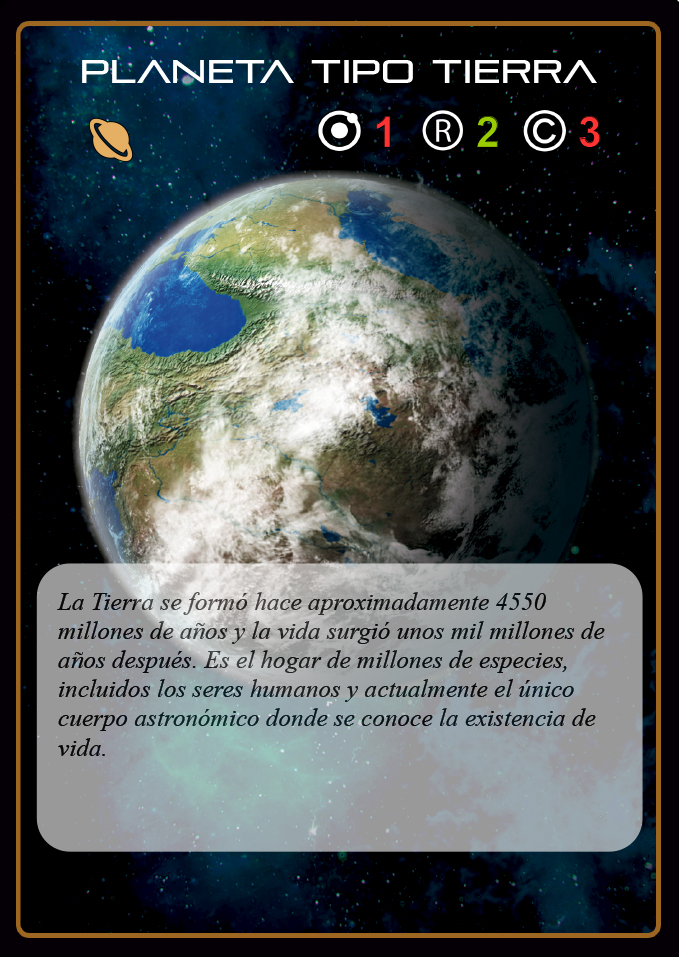 PLANETA TIPO TIERRA
1 ® 2 © 3
La Tierra se formó hace aproximadamente 4550
millones de años y la vida surgió unos mil millones de
años después. Es el hogar de millones de especies,
incluidos los seres humanos y actualmente el único
cuerpo astronómico donde se conoce la existencia de
vida.